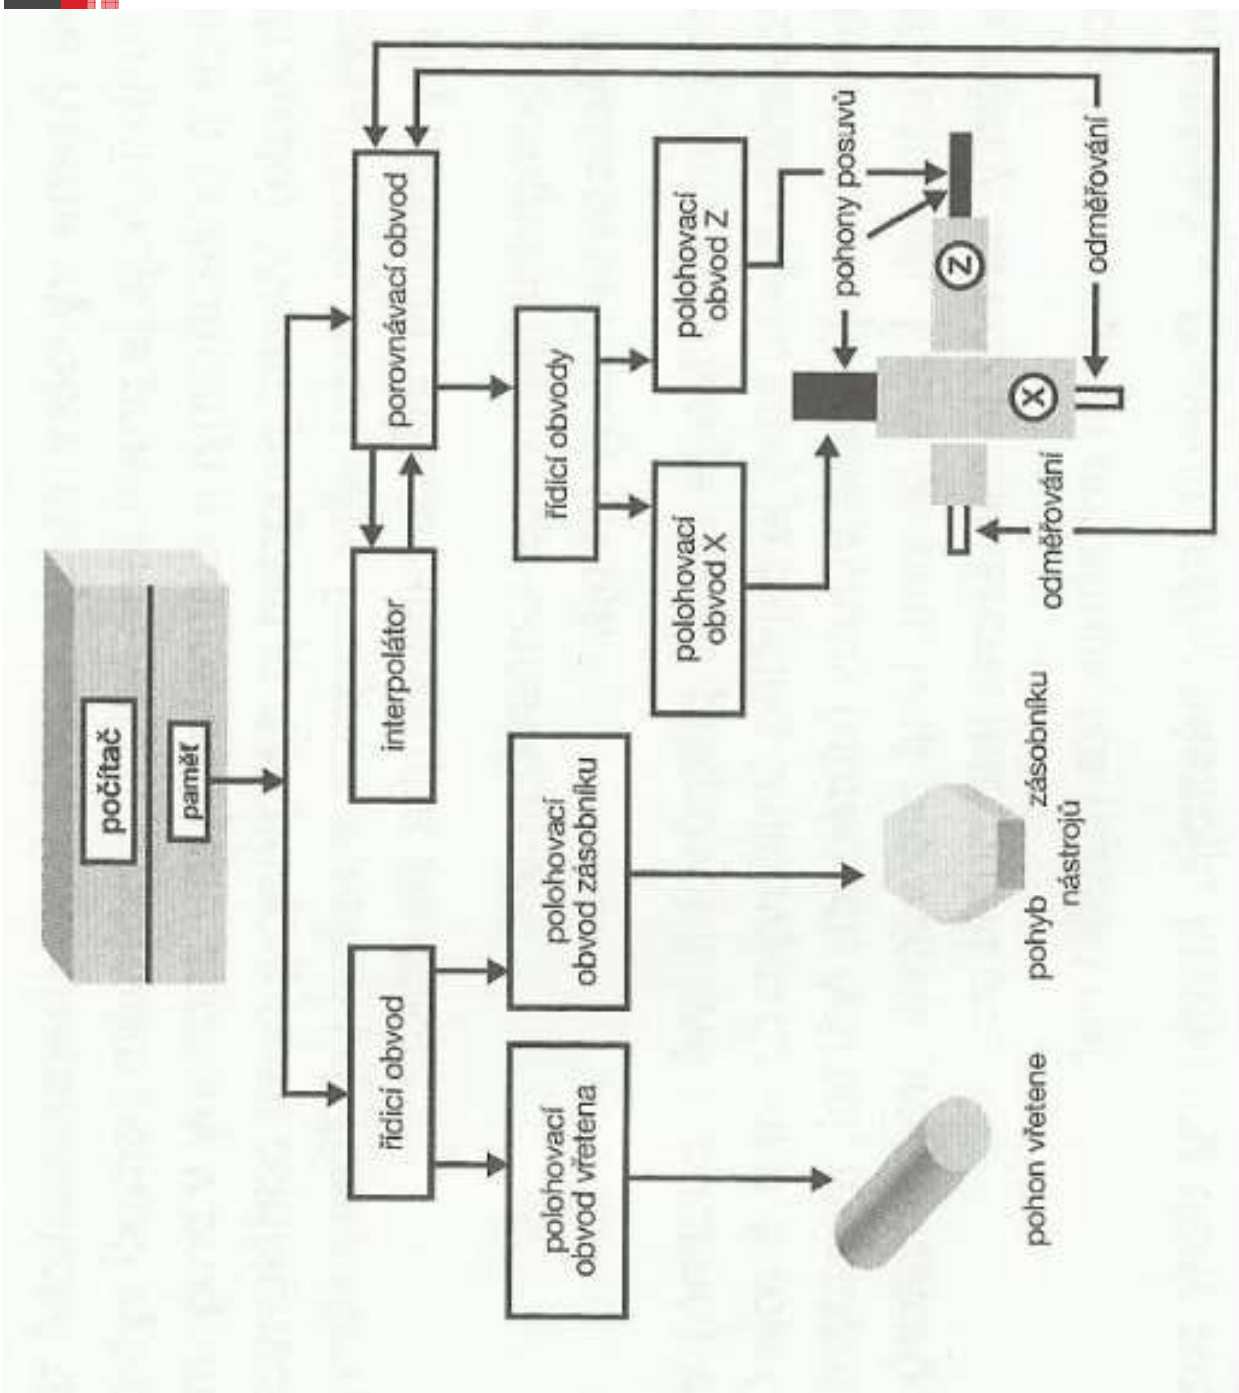 počítač
paměť
řídicí obvod
interpolátor
porovnávací obvod
polohovací
obvod vřetena
polohovací
obvod zásobníku
řídící obvody
polohovací
obvod X
polohovací
obvod Z
pohony posuvů
Z
X
odměřování
odměřování
pohon vřetene
pohyb zásobníku
nástrojů